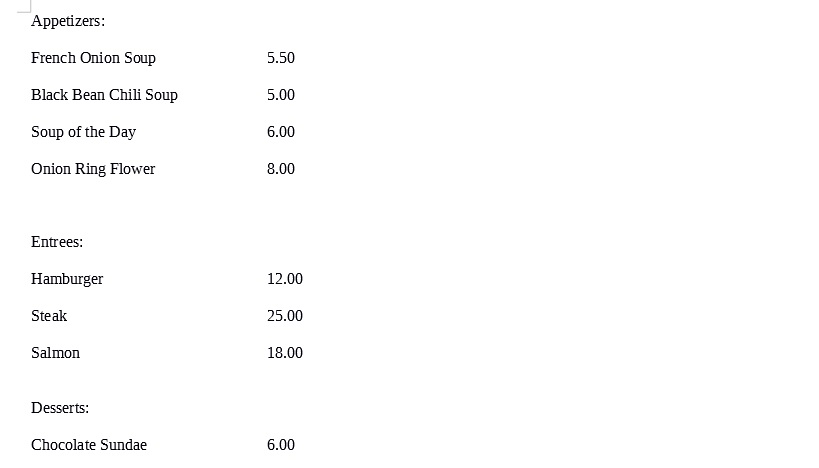 Appetizers:
French Onion Soup 5.50
Black Bean Chili Soup 5.00
Soup of the Day 6.00
Onion Ring Flower 8.00
Entrees:
Hamburger 12.00
Steak 25.00
Salmon 18.00
Desserts:
Chocolate Sundae 6.00